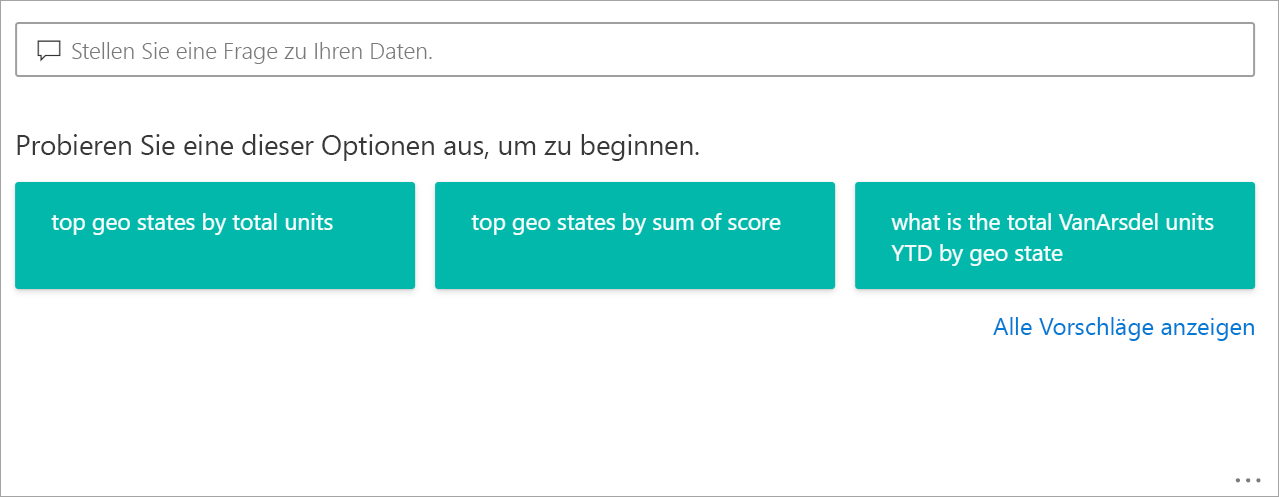 Stellen Sie eine Frage zu Ihren Daten.
Probieren Sie eine dieser Optionen aus, um zu beginnen.
top geo states by total units
top geo states by sum of score
what is the total VanArsdel units
YTD by geo state
Alle Vorschläge anzeigen